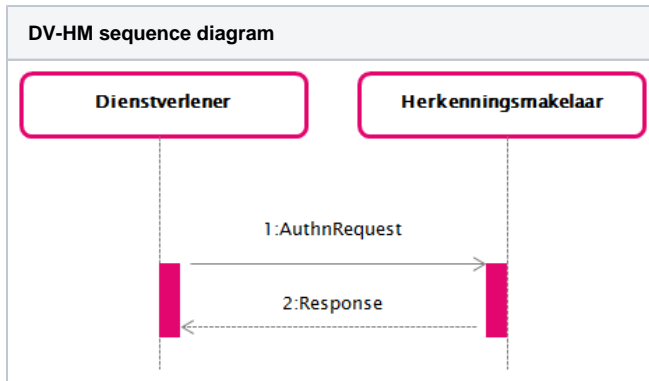 DV-HM sequence diagram
Dienstverlener
Herkenningsmakelaar
1:AuthnRequest
2:Response